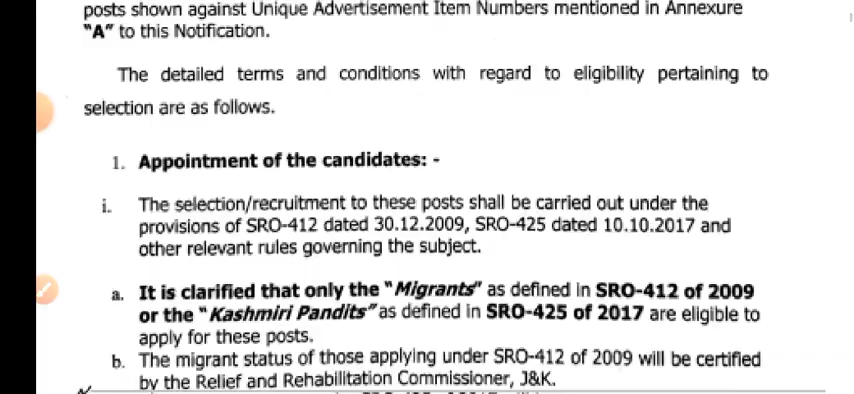 posts shown against Unique Advertisement Item Numbers mentioned in Annexure
"A" to this Notification.
The detailed terms and conditions with regard to eligibility pertaining to
selection are as follows.
1. Appointment of the candidates: -
i. The selection/recruitment to these posts shall be carried out under the
provisions of SRO-412 dated 30.12.2009, SRO-425 dated 10.10.2017 and
other relevant rules governing the subject.
a. It is clarified that only the "Migrants" as defined in SRO-412 of 2009
or the "Kashmiri Pandits" as defined in SRO-425 of 2017 are eligible to
apply for these posts.
b. The migrant status of those applying under SRO-412 of 2009 will be certified
by the Relief and Rehabilitation Commissioner, J&K.